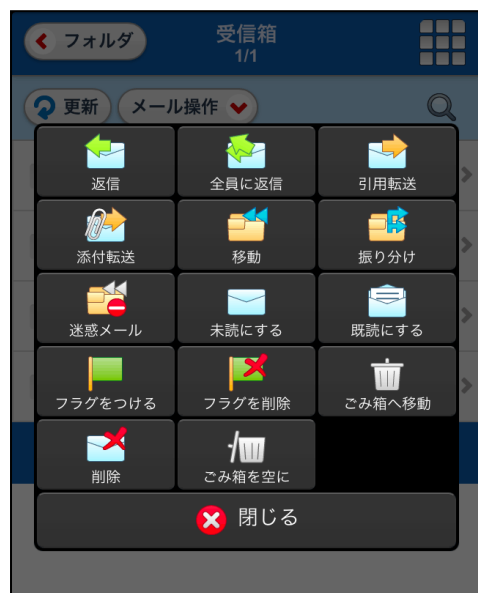 フォルダ
受信箱
1/1
更新
メール操作
返信
全員に返信
引用転送
添付転送
移動
振り分け
迷惑メール
未読にする
既読にする
フラグをつける
フラグを削除
ごみ箱へ移動
削除
ごみ箱を空に
閉じる